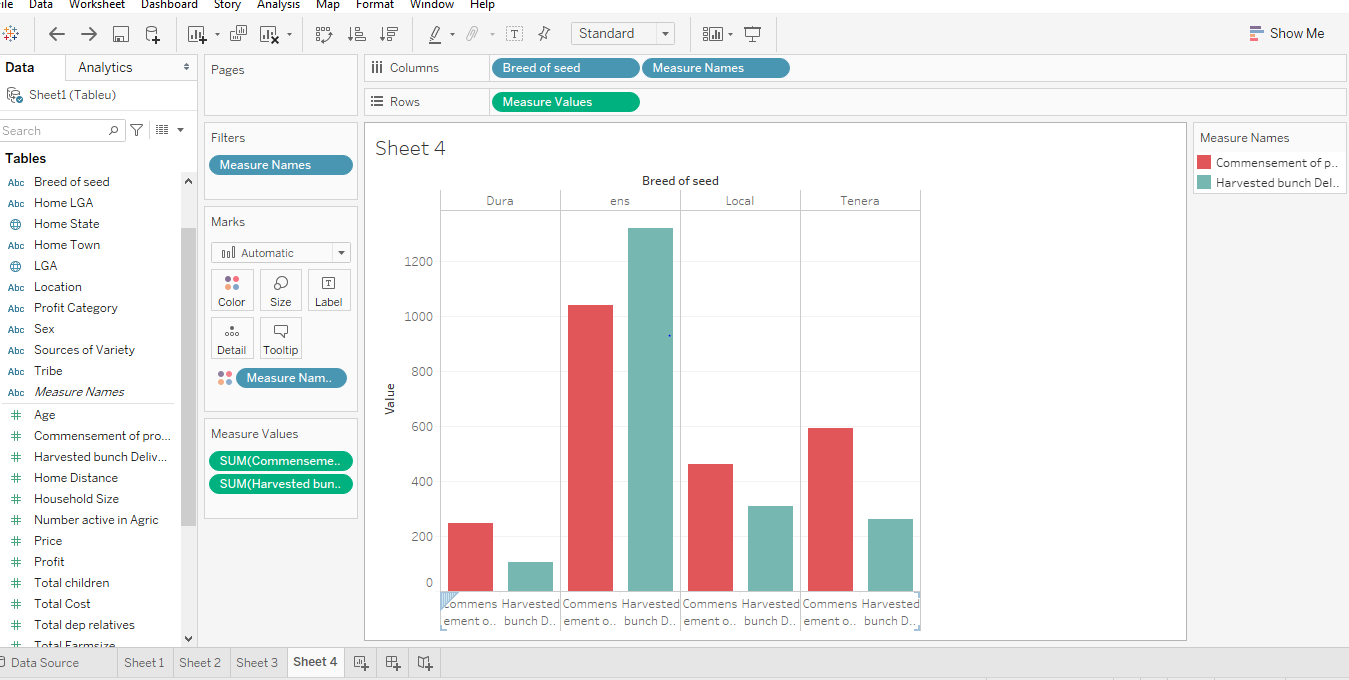 ile Data Worksheet Dashboard Story Analysis Map Format Window Help
Standard
Show Me
Data Analytics
Pages
Columns Breed of seed Measure Names
Sheet1 (Tableu)
Rows Measure Values
Search
Tables
Abc Breed of seed
Abc Home LGA
Home State
Abc Home Town
LGA
Abc Location
Abc Profit Category
Abc Sex
Abc Sources of Variety
Abc Tribe
Abc Measure Names
# Age
# Commensement of pro...
# Harvested bunch Deliv...
# Home Distance
# Household Size
# Number active in Agric
# Price
# Profit
# Total children
# Total Cost
# Total dep relatives
# Total Farmsize
Filters
Measure Names
Marks
Automatic
Color Size Label
Detail Tooltip
Measure Nam..
Measure Values
SUM(Commenseme..
SUM(Harvested bun..
Sheet 4
Breed of seed
Dura ens Local Tenera
Value
1200
1000
800
600
400
200
0
Commens Harvested Commens Harvested Commens Harvested Commens Harvested
ement o.. bunch D.. ement o.. bunch D.. ement o.. bunch D.. ement o.. bunch D..
Measure Names
Commensement of p..
Harvested bunch Del..
Data Source Sheet 1 Sheet 2 Sheet 3 Sheet 4